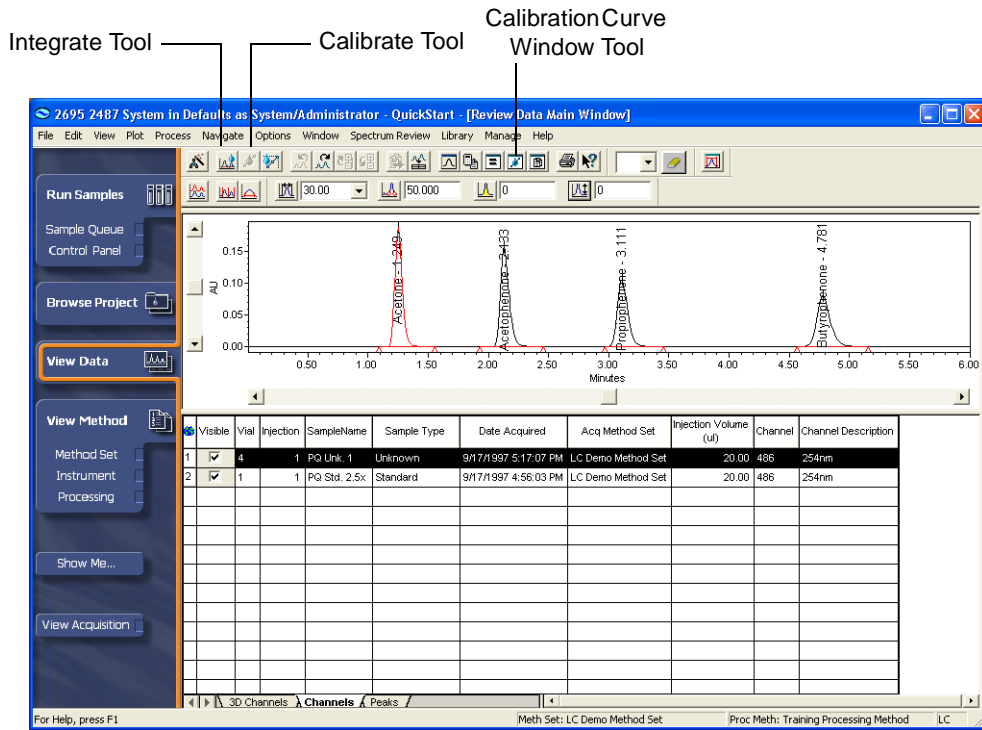 Calibration Curve
Integrate Tool
Calibrate Tool
Window Tool
2695 2487 System in Defaults as System/Administrator - QuickStart - [Review Data Main Window]
File Edit View Plot Process Navigate Options Window Spectrum Review Library Manage Help
30.00
50.000
0
0
Run Samples
Sample Queue
Control Panel
Browse Project
View Data
View Method
Method Set
Instrument
Processing
Show Me...
View Acquisition
AU
0.15
0.10
0.05
0.00
Acetone - 1.249
Acetophenone - 2.133
Propiophenone - 3.111
Butyrophenone - 4.781
0.50 1.00 1.50 2.00 2.50 3.00 3.50 4.00 4.50 5.00 5.50 6.00
Minutes
Visible Vial Injection SampleName Sample Type Date Acquired Acq Method Set Injection Volume (ul) Channel Channel Description
1 4 1 PQ Unk. 1 Unknown 9/17/1997 5:17:07 PM LC Demo Method Set 20.00 486 254nm
2 1 1 PQ Std. 2.5x Standard 9/17/1997 4:56:03 PM LC Demo Method Set 20.00 486 254nm
3D Channels Channels Peaks
For Help, press F1 Meth Set: LC Demo Method Set Proc Meth: Training Processing Method LC